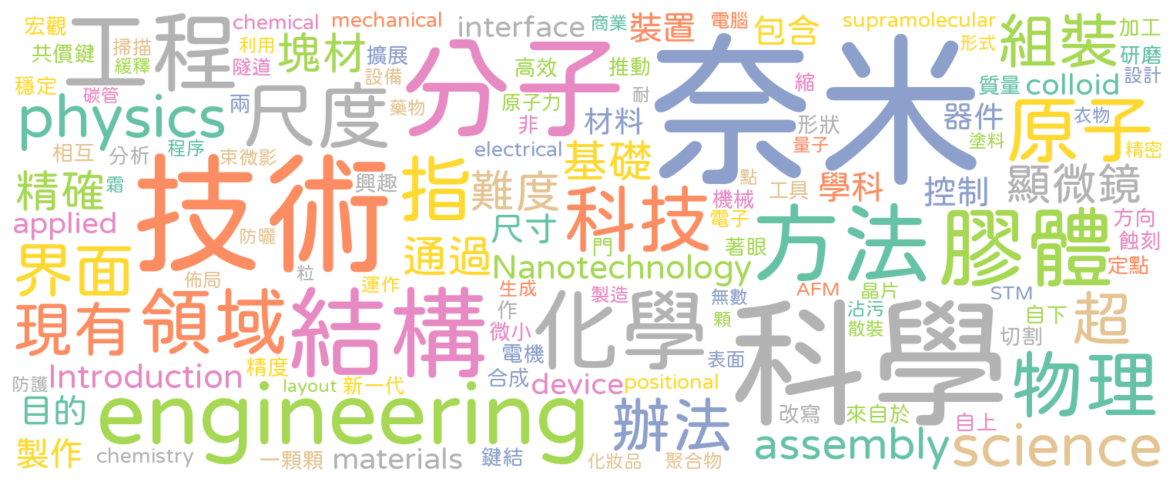 宏觀 工程 chemical mechanical interface 商業 裝置 電腦 包含 supramolecular 組裝 加工
共價鍵 掃描 利用 塊材 擴展 分子 高效 推動 奈米 縮 形式 研磨
穩定 緩釋 隧道 設備 原子力 耐 質量 colloid 設計
physics 碳管 兩 尺度 藥物 非 材料 形狀 器件 原子 衣物
相互 分析 程序 束微影 electrical 基礎 量子 塗料 精密
精確 霜 技術 興趣 指 難度 點 工具 學科 控制 顯微鏡
applied 防曬 尺寸 科技 機械 電子 方法 膠體 方向
界面 佈局 粒 通過 門 著眼 蝕刻
運作 Nanotechnology 定點
現有 領域 結構 生成 製造 無數 AFM 晶片 STM 自下 超
作 微小 化學 顆 科學 沾污 散裝 切割
防護 Introduction 精度 電機 表面 物理
layout 新一代 合成 device positional
目的 engineering 辦法 改寫 來自於 自上
製作 chemistry 一顆顆 materials 鍵結 化妝品 聚合物 assembly science